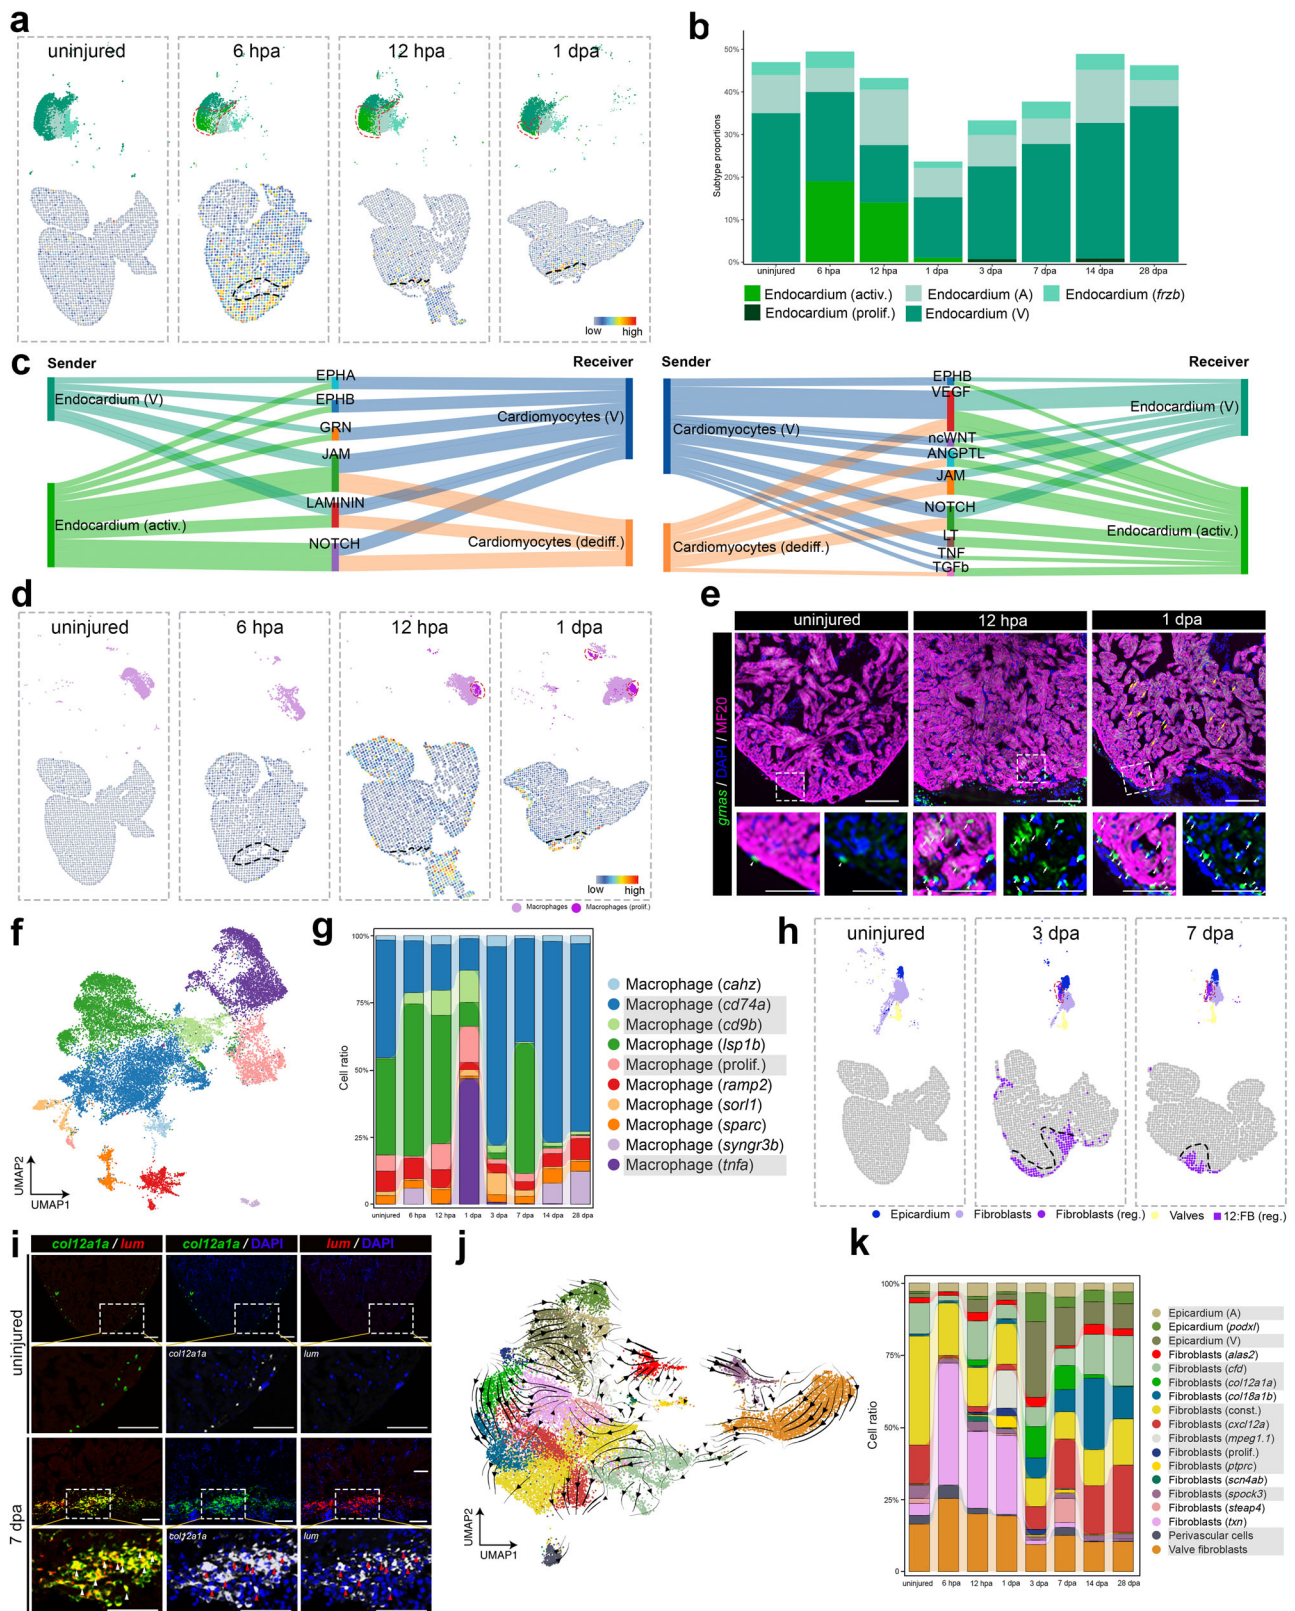 a
uninjured
6 hpa
12 hpa
1 dpa
low
high
b
Subtype proportions
50%
40%
30%
20%
10%
0%
uninjured
6 hpa
12 hpa
1 dpa
3 dpa
7 dpa
14 dpa
28 dpa
Endocardium (activ.)
Endocardium (A)
Endocardium (frzb)
Endocardium (prolif.)
Endocardium (V)
c
Sender
Receiver
Endocardium (V)
Endocardium (activ.)
EPHA
EPHB
GRN
JAM
LAMININ
NOTCH
Cardiomyocytes (V)
Cardiomyocytes (dediff.)
Sender
Receiver
Cardiomyocytes (V)
Cardiomyocytes (dediff.)
EPHB
VEGF
ncWNT
ANGPTL
JAM
NOTCH
LT
TNF
TGFb
Endocardium (V)
Endocardium (activ.)
d
uninjured
6 hpa
12 hpa
1 dpa
low
high
Macrophages
Macrophages (prolif.)
e
uninjured
12 hpa
1 dpa
gmas / DAPI / MF20
f
UMAP2
UMAP1
g
Cell ratio
100%
75%
50%
25%
0%
uninjured
6 hpa
12 hpa
1 dpa
3 dpa
7 dpa
14 dpa
28 dpa
Macrophage (cahz)
Macrophage (cd74a)
Macrophage (cd9b)
Macrophage (lsp1b)
Macrophage (prolif.)
Macrophage (ramp2)
Macrophage (sorl1)
Macrophage (sparc)
Macrophage (syngr3b)
Macrophage (tnfa)
h
uninjured
3 dpa
7 dpa
Epicardium
Fibroblasts
Fibroblasts (reg.)
Valves
12:FB (reg.)
i
col12a1a / lum
col12a1a / DAPI
lum / DAPI
uninjured
col12a1a
lum
7 dpa
col12a1a
lum
j
UMAP2
UMAP1
k
Cell ratio
100%
75%
50%
25%
0%
uninjured
6 hpa
12 hpa
1 dpa
3 dpa
7 dpa
14 dpa
28 dpa
Epicardium (A)
Epicardium (podxl)
Epicardium (V)
Fibroblasts (alas2)
Fibroblasts (cfd)
Fibroblasts (col12a1a)
Fibroblasts (col18a1b)
Fibroblasts (const.)
Fibroblasts (cxcl12a)
Fibroblasts (mpeg1.1)
Fibroblasts (prolif.)
Fibroblasts (ptprc)
Fibroblasts (scn4ab)
Fibroblasts (spock3)
Fibroblasts (steap4)
Fibroblasts (txn)
Perivascular cells
Valve fibroblasts